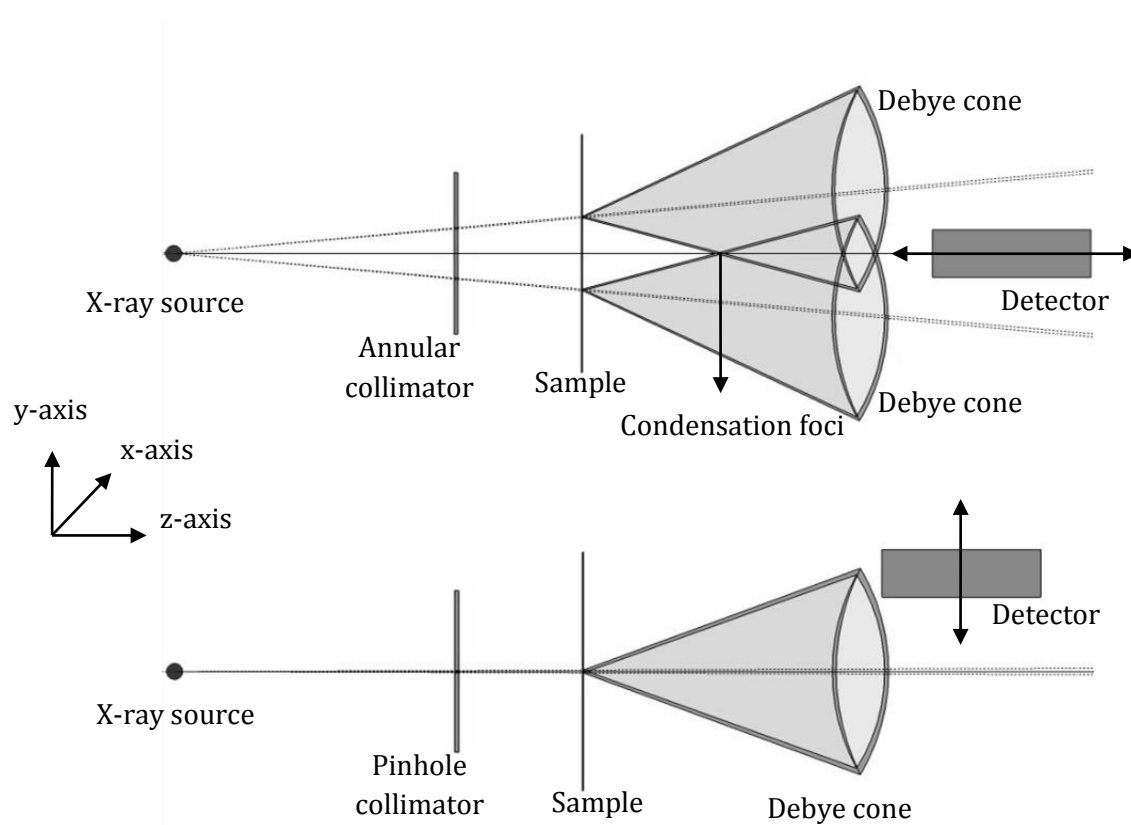 Debye cone
X-ray source
Detector
Annular
collimator
Sample
Debye cone
Condensation foci
y-axis
x-axis
z-axis
Detector
X-ray source
Pinhole
collimator
Sample
Debye cone